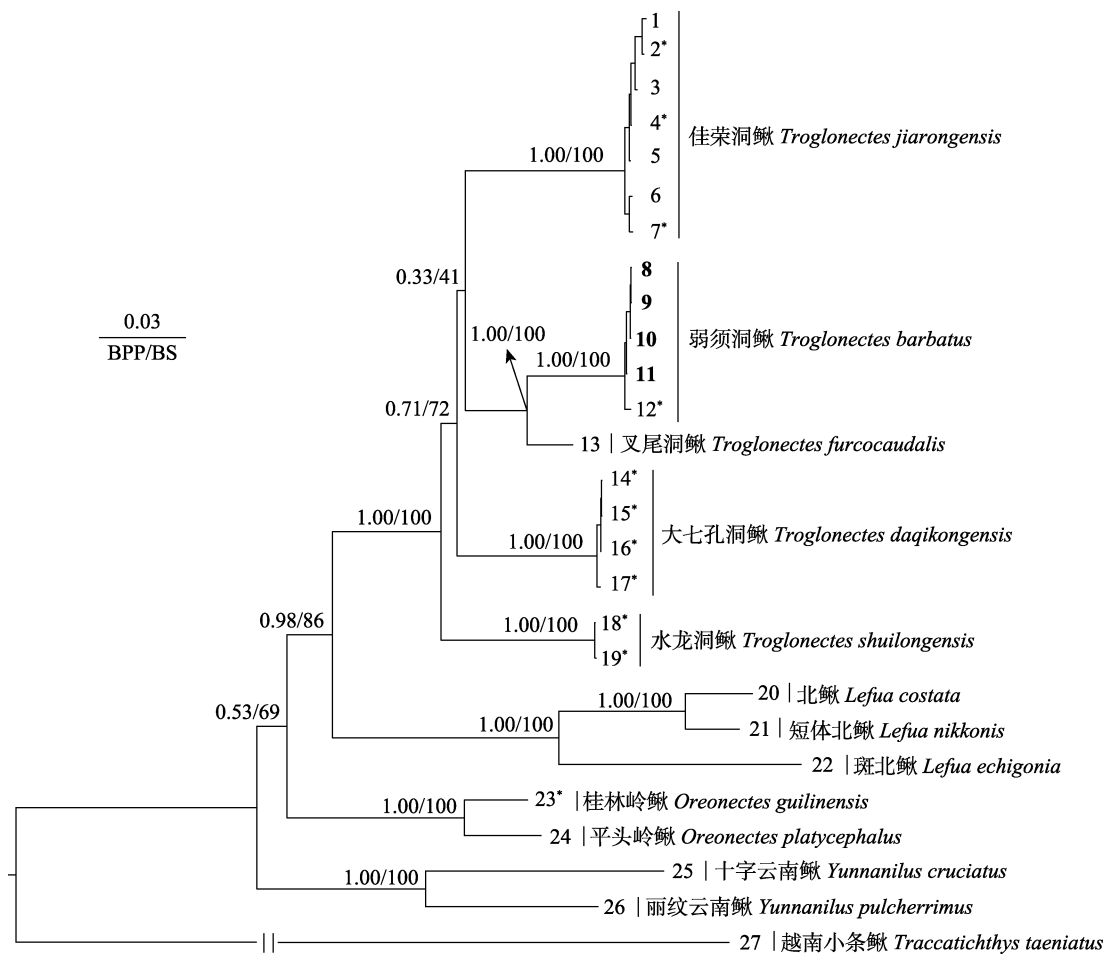 1
2*
3
4*
5
6
7*
佳荣洞鳅 Troglonectes jiarongensis
1.00/100
0.33/41
8
9
10
11
12*
弱须洞鳅 Troglonectes barbatus
1.00/100
1.00/100
0.03
BPP/BS
0.71/72
13 | 叉尾洞鳅 Troglonectes furcocaudalis
14*
15*
16*
17*
大七孔洞鳅 Troglonectes daqikongensis
1.00/100
1.00/100
18*
19*
水龙洞鳅 Troglonectes shuilongensis
1.00/100
0.98/86
20 | 北鳅 Lefua costata
1.00/100
21 | 短体北鳅 Lefua nikkonis
1.00/100
22 | 斑北鳅 Lefua echigonia
0.53/69
23* | 桂林岭鳅 Oreonectes guilinensis
1.00/100
24 | 平头岭鳅 Oreonectes platycephalus
25 | 十字云南鳅 Yunnanilus cruciatus
1.00/100
26 | 丽纹云南鳅 Yunnanilus pulcherrimus
27 | 越南小条鳅 Traccatichthys taeniatus